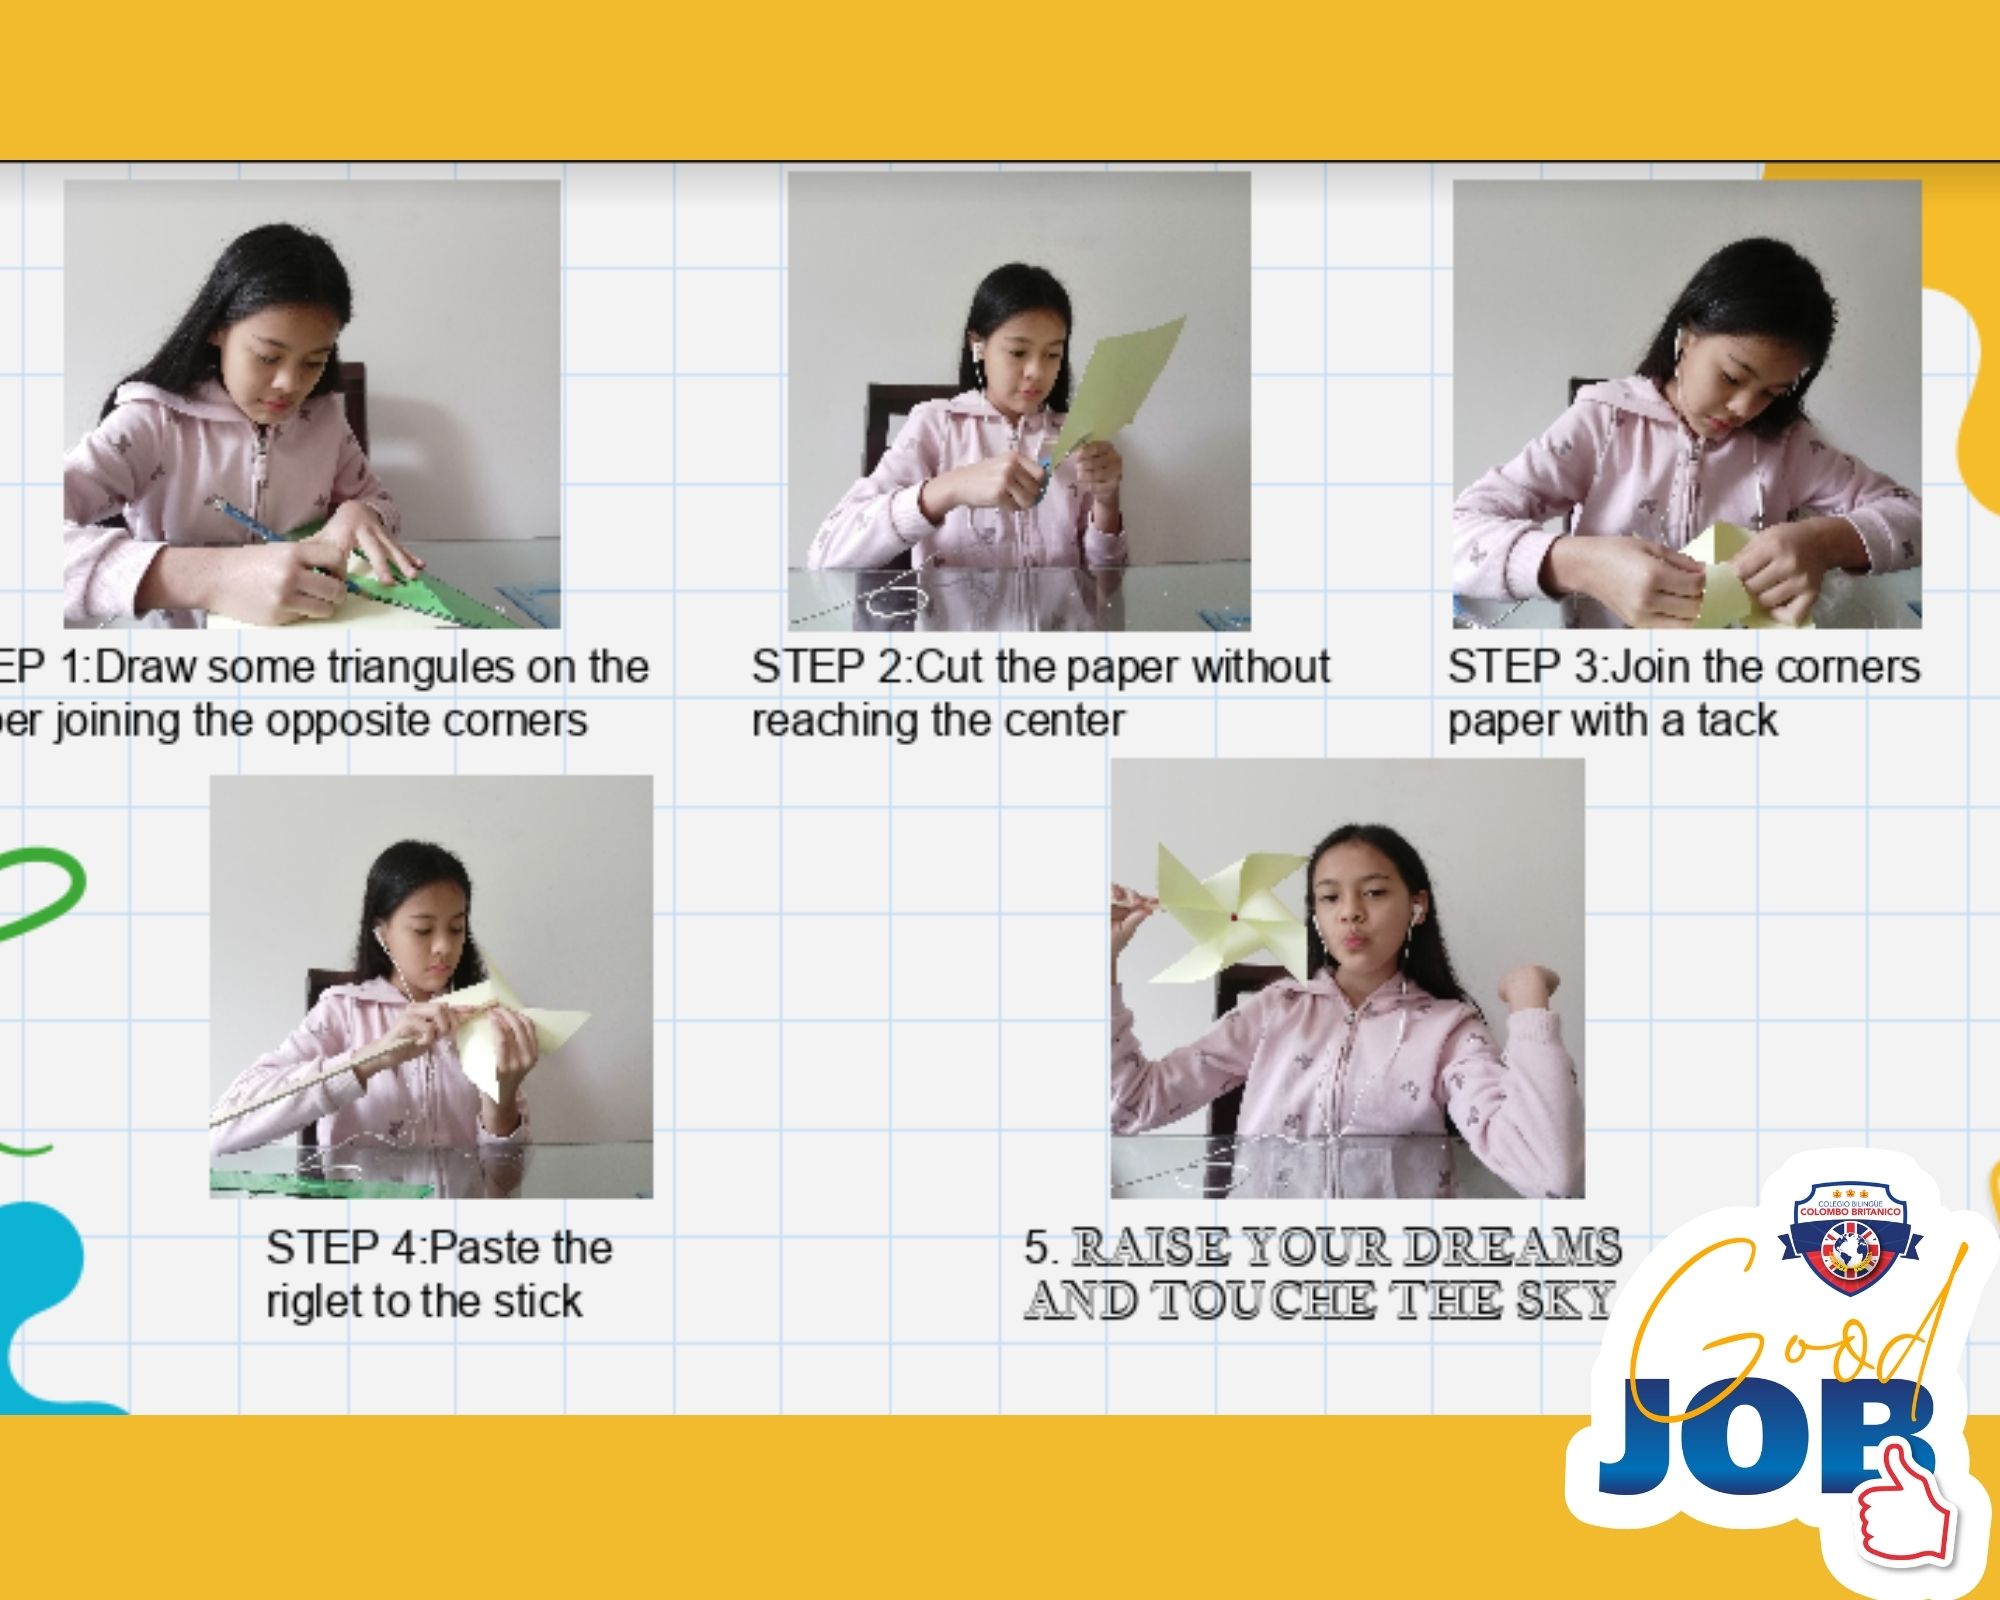 EP 1:Draw some triangules on the
er joining the opposite corners
STEP 2:Cut the paper without
reaching the center
STEP 3:Join the corners
paper with a tack
STEP 4:Paste the
riglet to the stick
5. RAISE YOUR DREAMS
AND TOUCHE THE SKY
COLEGIO BILINGÜE
COLOMBO BRITANICO
Good
JOB